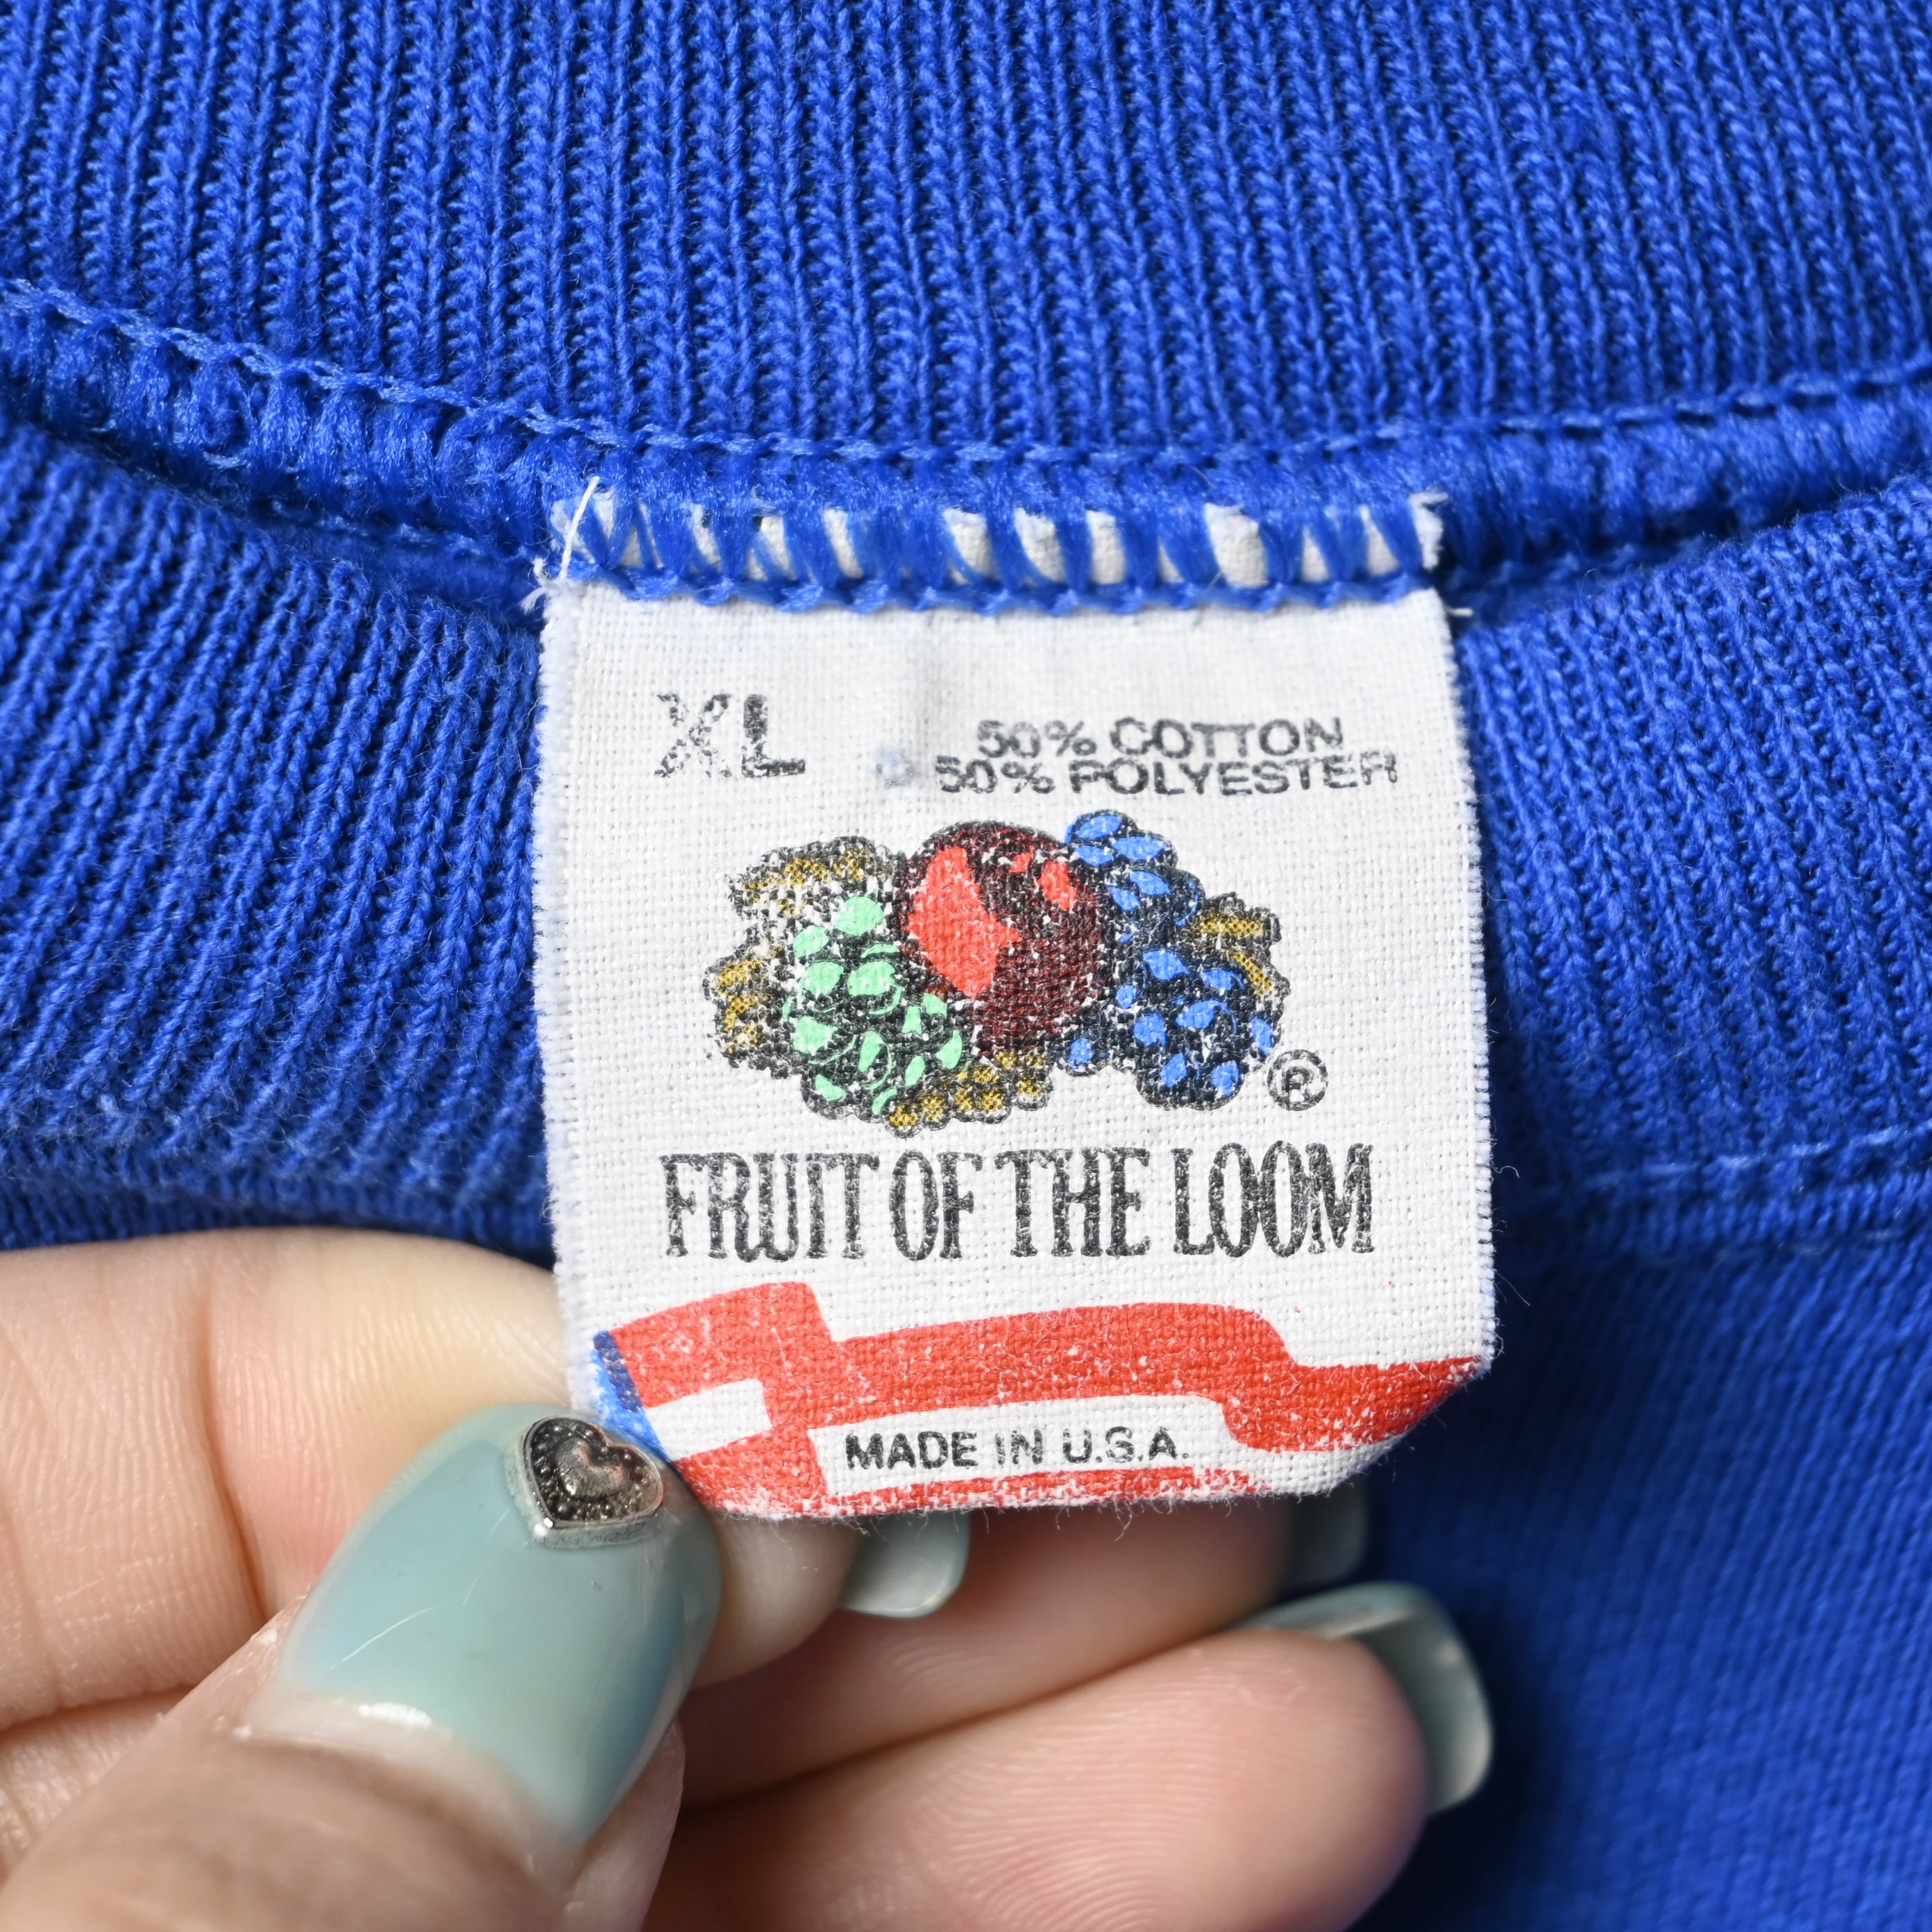 XL
50% COTTON
50% POLYESTER
®
FRUIT OF THE LOOM
MADE IN U.S.A.